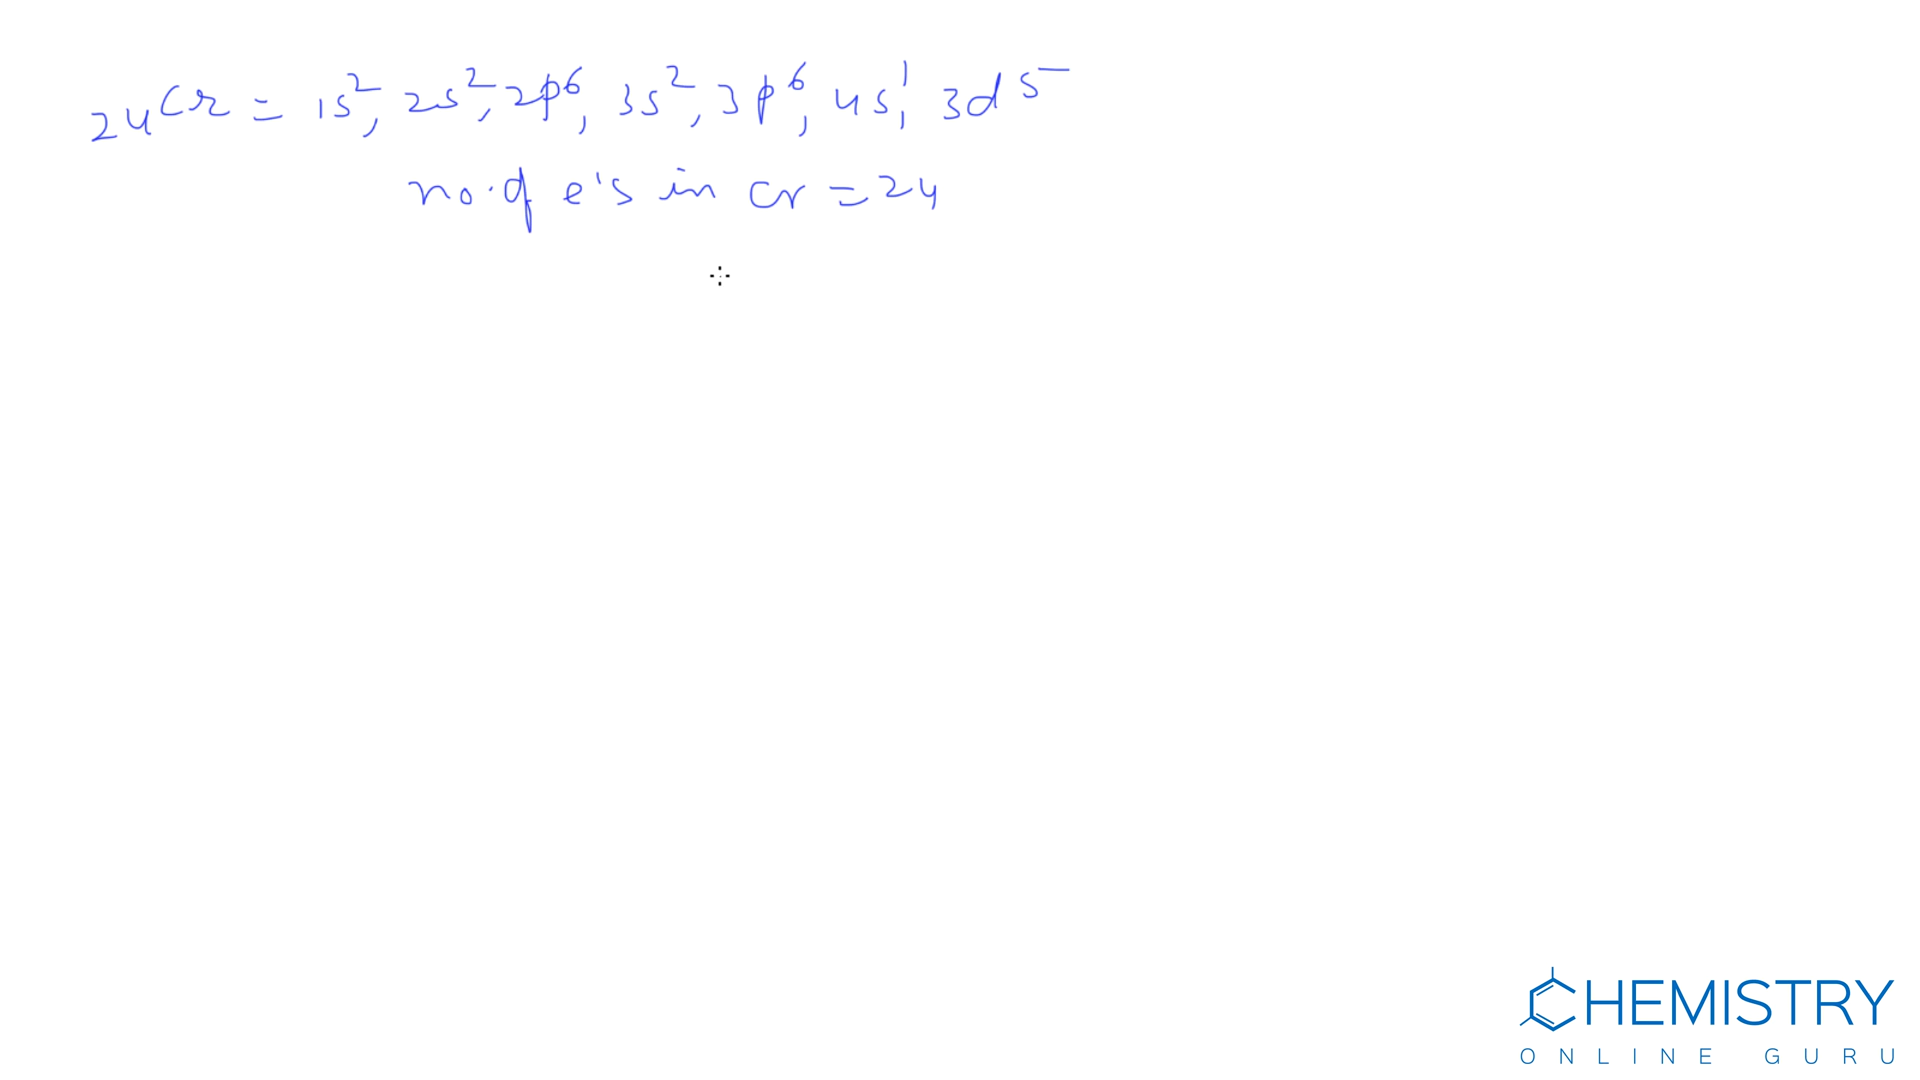 ₂₄Cr = 1s², 2s², 2p⁶, 3s², 3p⁶, 4s¹, 3d⁵
no. of e's in Cr = 24
CHEMISTRY
ONLINE GURU